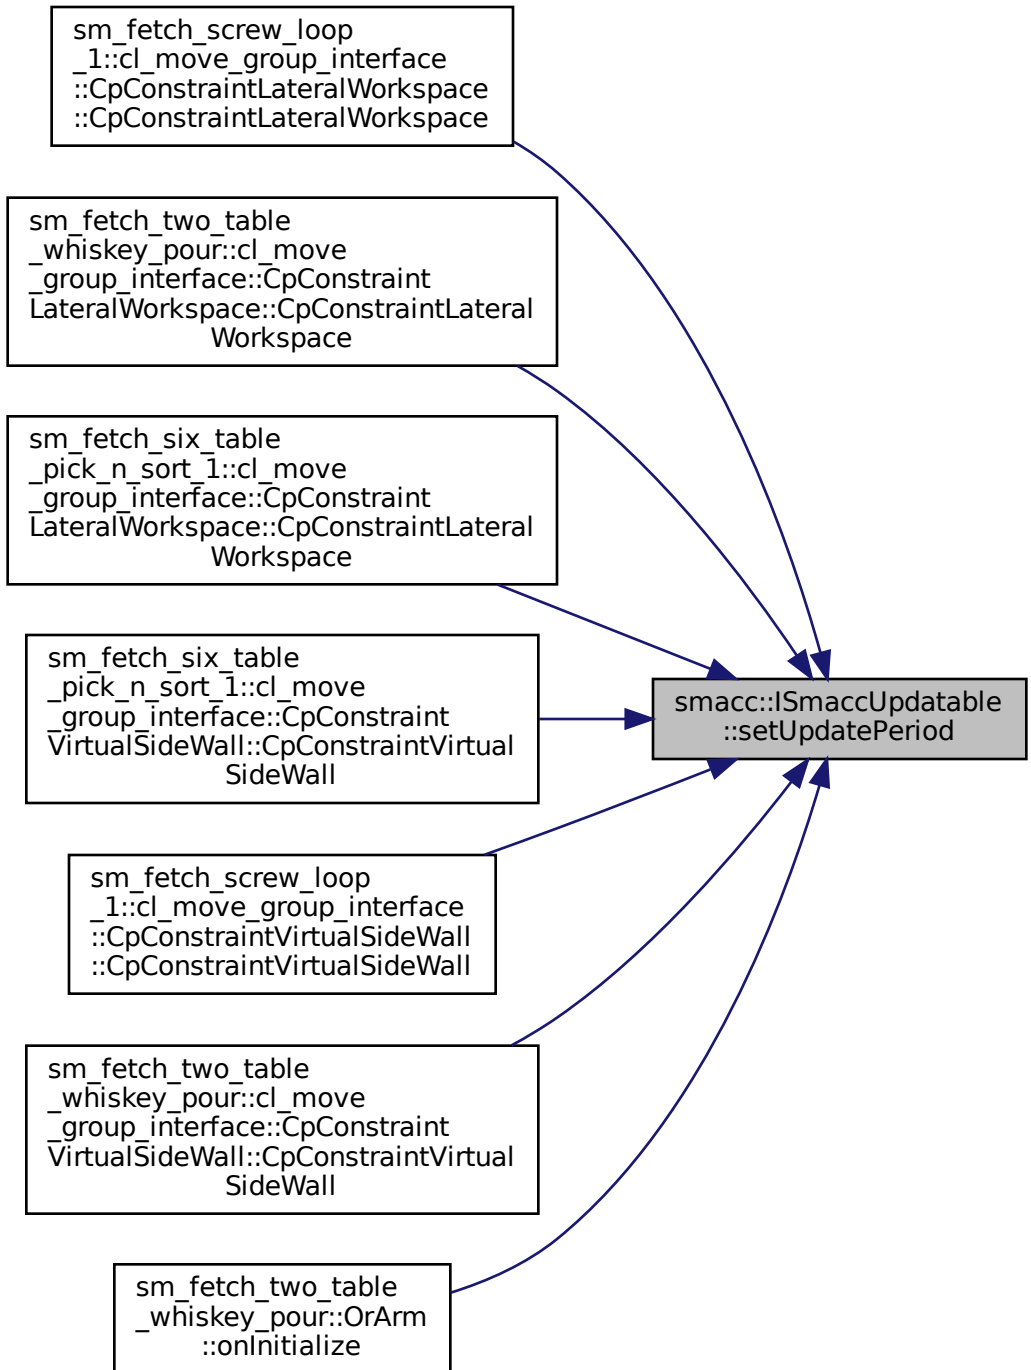 sm_fetch_screw_loop
_1::cl_move_group_interface
::CpConstraintLateralWorkspace
::CpConstraintLateralWorkspace
sm_fetch_two_table
_whiskey_pour::cl_move
_group_interface::CpConstraint
LateralWorkspace::CpConstraintLateral
Workspace
sm_fetch_six_table
_pick_n_sort_1::cl_move
_group_interface::CpConstraint
LateralWorkspace::CpConstraintLateral
Workspace
sm_fetch_six_table
_pick_n_sort_1::cl_move
_group_interface::CpConstraint
VirtualSideWall::CpConstraintVirtual
SideWall
smacc::ISmaccUpdatable
::setUpdatePeriod
sm_fetch_screw_loop
_1::cl_move_group_interface
::CpConstraintVirtualSideWall
::CpConstraintVirtualSideWall
sm_fetch_two_table
_whiskey_pour::cl_move
_group_interface::CpConstraint
VirtualSideWall::CpConstraintVirtual
SideWall
sm_fetch_two_table
_whiskey_pour::OrArm
::onInitialize